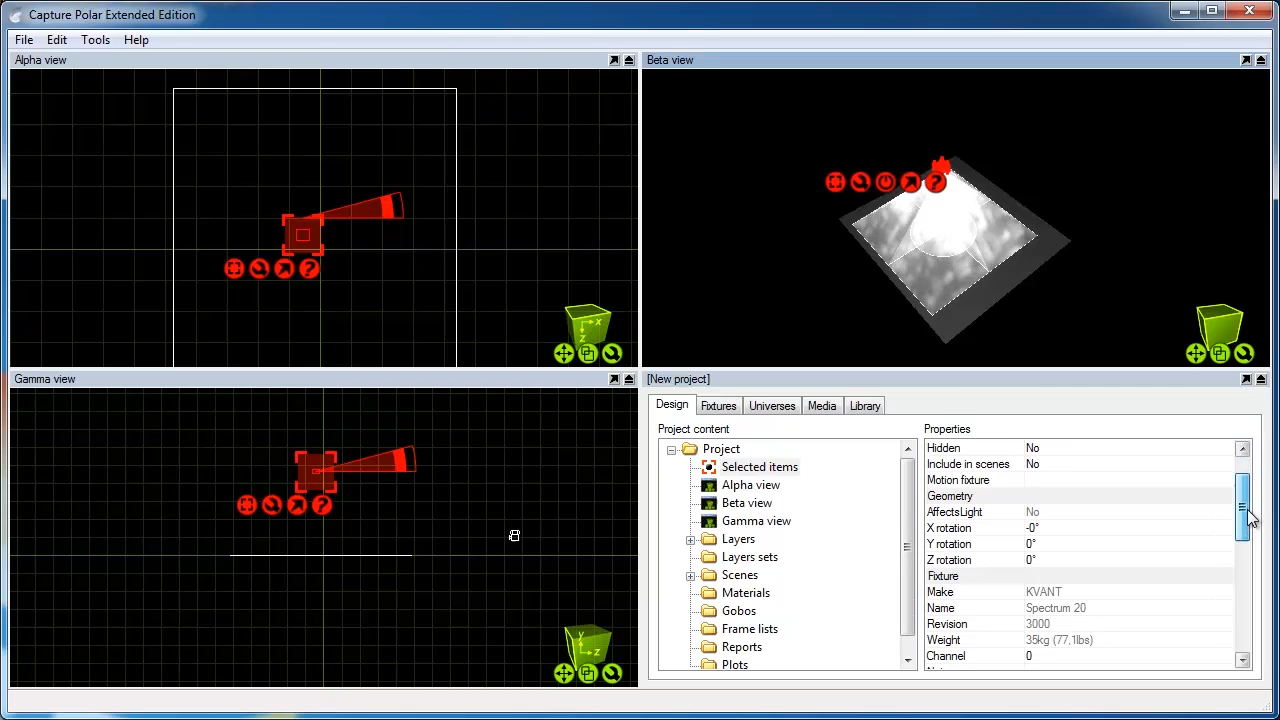 Capture Polar Extended Edition
File Edit Tools Help
Alpha view
Beta view
Gamma view
[New project]
Design Fixtures Universes Media Library
Project content
Project
Selected items
Alpha view
Beta view
Gamma view
Layers
Layers sets
Scenes
Materials
Gobos
Frame lists
Reports
Plots
Properties
Hidden No
Include in scenes No
Motion fixture
Geometry
AffectsLight No
X rotation -0°
Y rotation 0°
Z rotation 0°
Fixture
Make KVANT
Name Spectrum 20
Revision 3000
Weight 35kg (77,1lbs)
Channel 0